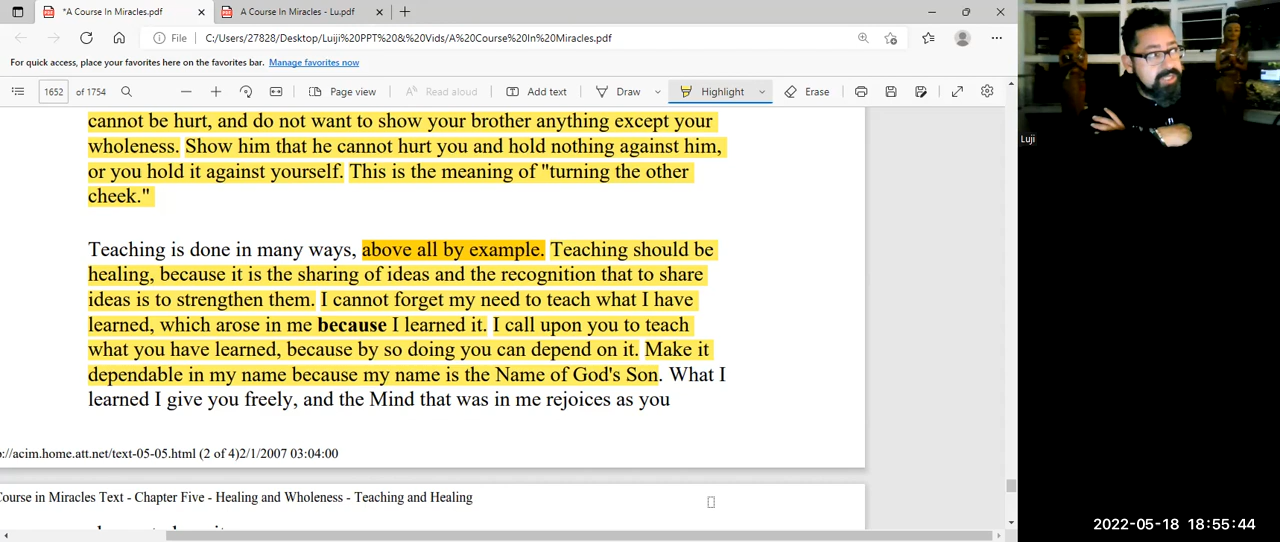 *A Course In Miracles.pdf
A Course In Miracles - Lu.pdf
File
C:/Users/27828/Desktop/Luiji%20PPT%20&%20Vids/A%20Course%20In%20Miracles.pdf
For quick access, place your favorites here on the favorites bar. Manage favorites now
1652 of 1754
Page view
Read aloud
Add text
Draw
Highlight
Erase
cannot be hurt, and do not want to show your brother anything except your
wholeness. Show him that he cannot hurt you and hold nothing against him,
or you hold it against yourself. This is the meaning of "turning the other
cheek."
Teaching is done in many ways, above all by example. Teaching should be
healing, because it is the sharing of ideas and the recognition that to share
ideas is to strengthen them. I cannot forget my need to teach what I have
learned, which arose in me because I learned it. I call upon you to teach
what you have learned, because by so doing you can depend on it. Make it
dependable in my name because my name is the Name of God's Son. What I
learned I give you freely, and the Mind that was in me rejoices as you
://acim.home.att.net/text-05-05.html (2 of 4)2/1/2007 03:04:00
Course in Miracles Text - Chapter Five - Healing and Wholeness - Teaching and Healing
Luji
2022-05-18 18:55:44